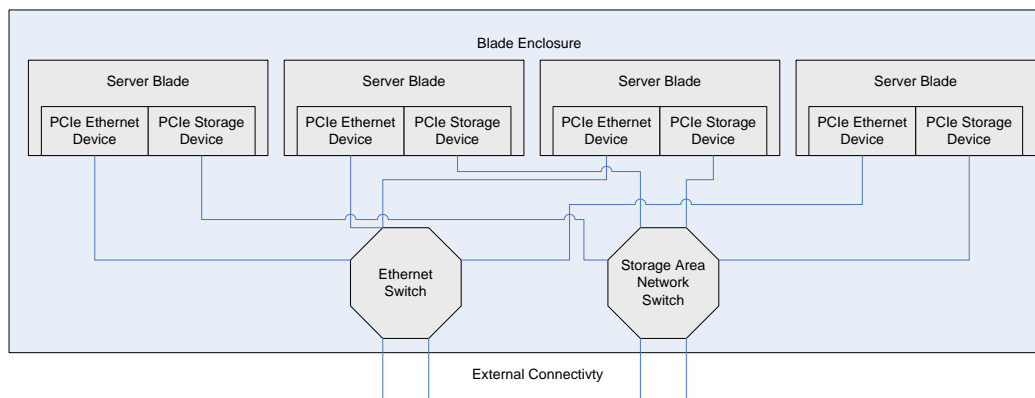 Blade Enclosure
Server Blade
PCIe Ethernet
Device
PCIe Storage
Device
Server Blade
PCIe Ethernet
Device
PCIe Storage
Device
Server Blade
PCIe Ethernet
Device
PCIe Storage
Device
Server Blade
PCIe Ethernet
Device
PCIe Storage
Device
Ethernet
Switch
Storage Area
Network
Switch
External Connectivty